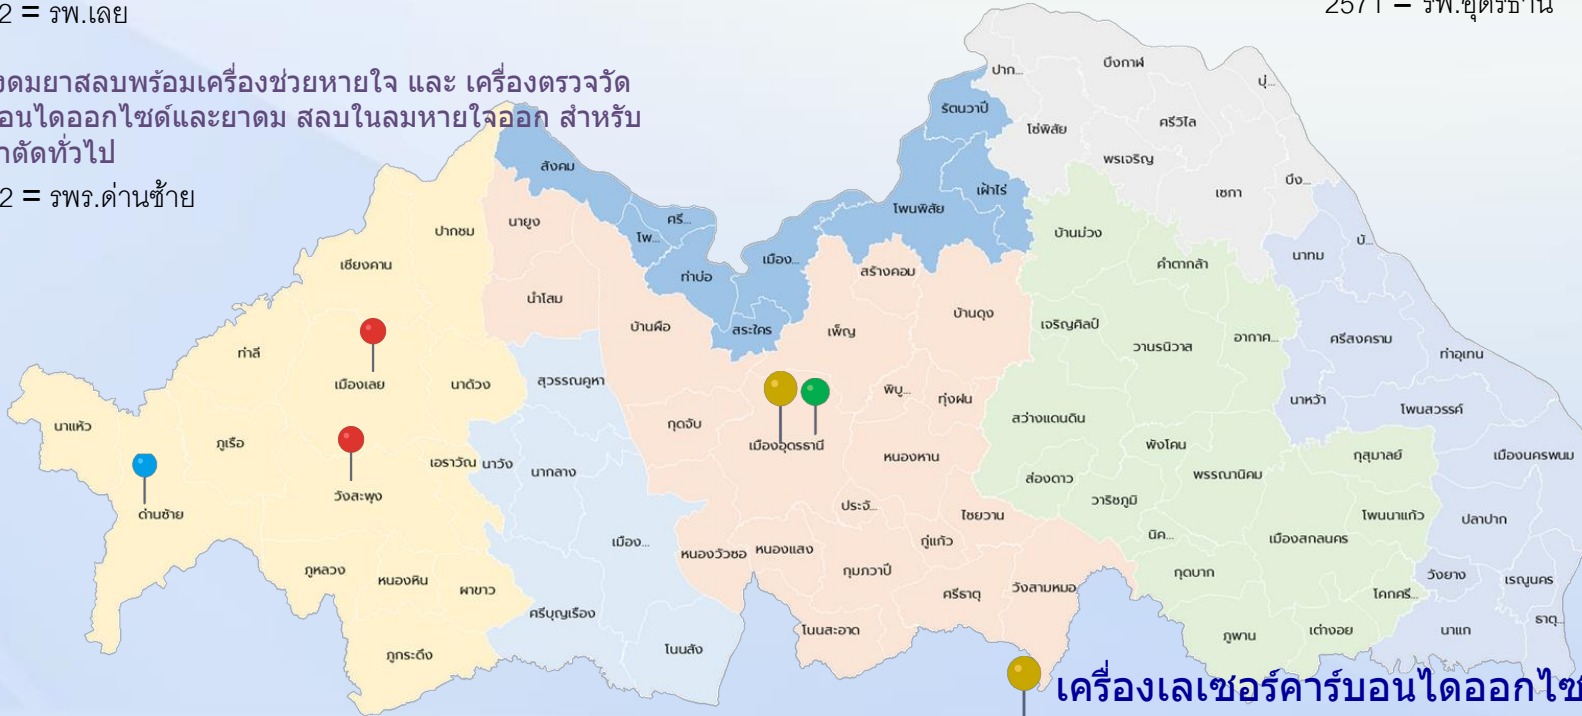 2 = รพ.เลย
2571 – รพ.อุดรธานี
งดมยาสลบพร้อมเครื่องช่วยหายใจ และ เครื่องตรวจวัด
อนไดออกไซด์และยาดม สลบในลมหายใจออก สำหรับ
าตัดทั่วไป
2 = รพร.ด่านซ้าย
ปาก...
บึงกาฬ
บุ่...
รัตนวาปี
โซ่พิสัย
ศรีวิไล
พรเจริญ
สังคม
เฝ้าไร่
เซกา
บึง...
โพนพิสัย
ศรี...
นายูง
ปากชม
โพ...
บ้านม่วง
บ้...
เมือง...
นาทม
เชียงคาน
คำตากล้า
สร้างคอม
ท่าบ่อ
น้ำโสม
บ้านดุง
บ้านผือ
สระใคร
เพ็ญ
เจริญศิลป์
อากาศ...
ศรีสงคราม
วานรนิวาส
ท่าลี่
ท่าอุเทน
เมืองเลย
นาด้วง
สุวรรณคูหา
พิบู...
ทุ่งฝน
นาหว้า
โพนสวรรค์
นาแห้ว
กุดจับ
สว่างแดนดิน
ภูเรือ
เมืองอุดรธานี
พังโคน
หนองหาน
กุสุมาลย์
เมืองนครพนม
เอราวัณ
นาวัง
นากลาง
ส่องดาว
พรรณานิคม
วังสะพุง
วาริชภูมิ
ด่านซ้าย
ประจั...
ไชยวาน
โพนนาแก้ว
ปลาปาก
นิค...
เมืองสกลนคร
เมือง...
กู่แก้ว
หนองวัวซอ
หนองแสง
ภูหลวง
หนองหิน
กุมภวาปี
กุดบาก
วังยาง
เรณูนคร
ผาขาว
ศรีธาตุ
วังสามหมอ
โคกศรี...
ศรีบุญเรือง
ธาตุ...
โนนสะอาด
ภูพาน
เต่างอย
นาแก
ภูกระดึง
โนนสัง
เครื่องเลเซอร์คาร์บอนไดออกไซ